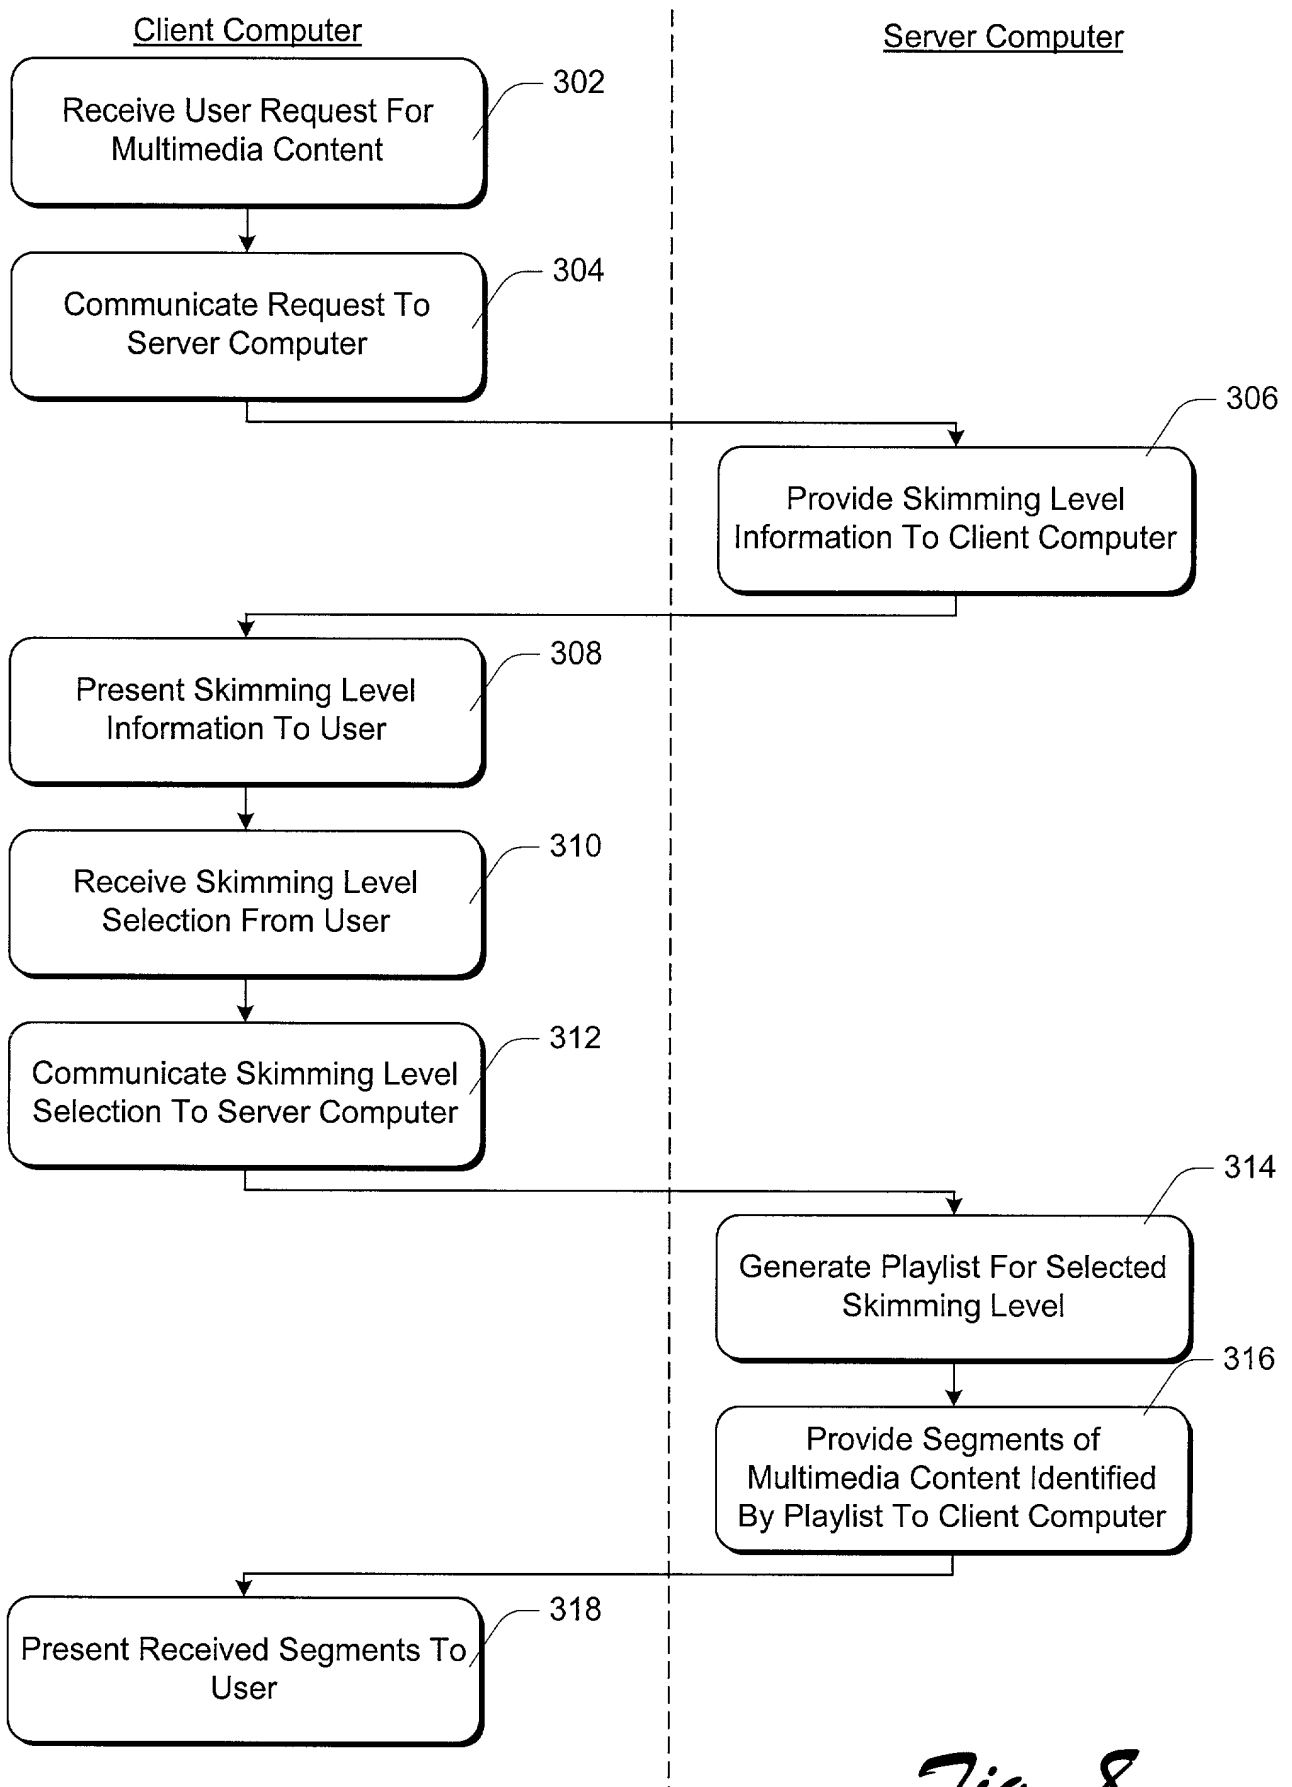 Client Computer
Server Computer
302
Receive User Request For
Multimedia Content
304
Communicate Request To
Server Computer
306
Provide Skimming Level
Information To Client Computer
308
Present Skimming Level
Information To User
310
Receive Skimming Level
Selection From User
312
Communicate Skimming Level
Selection To Server Computer
314
Generate Playlist For Selected
Skimming Level
316
Provide Segments of
Multimedia Content Identified
By Playlist To Client Computer
318
Present Received Segments To
User
Fig. 8